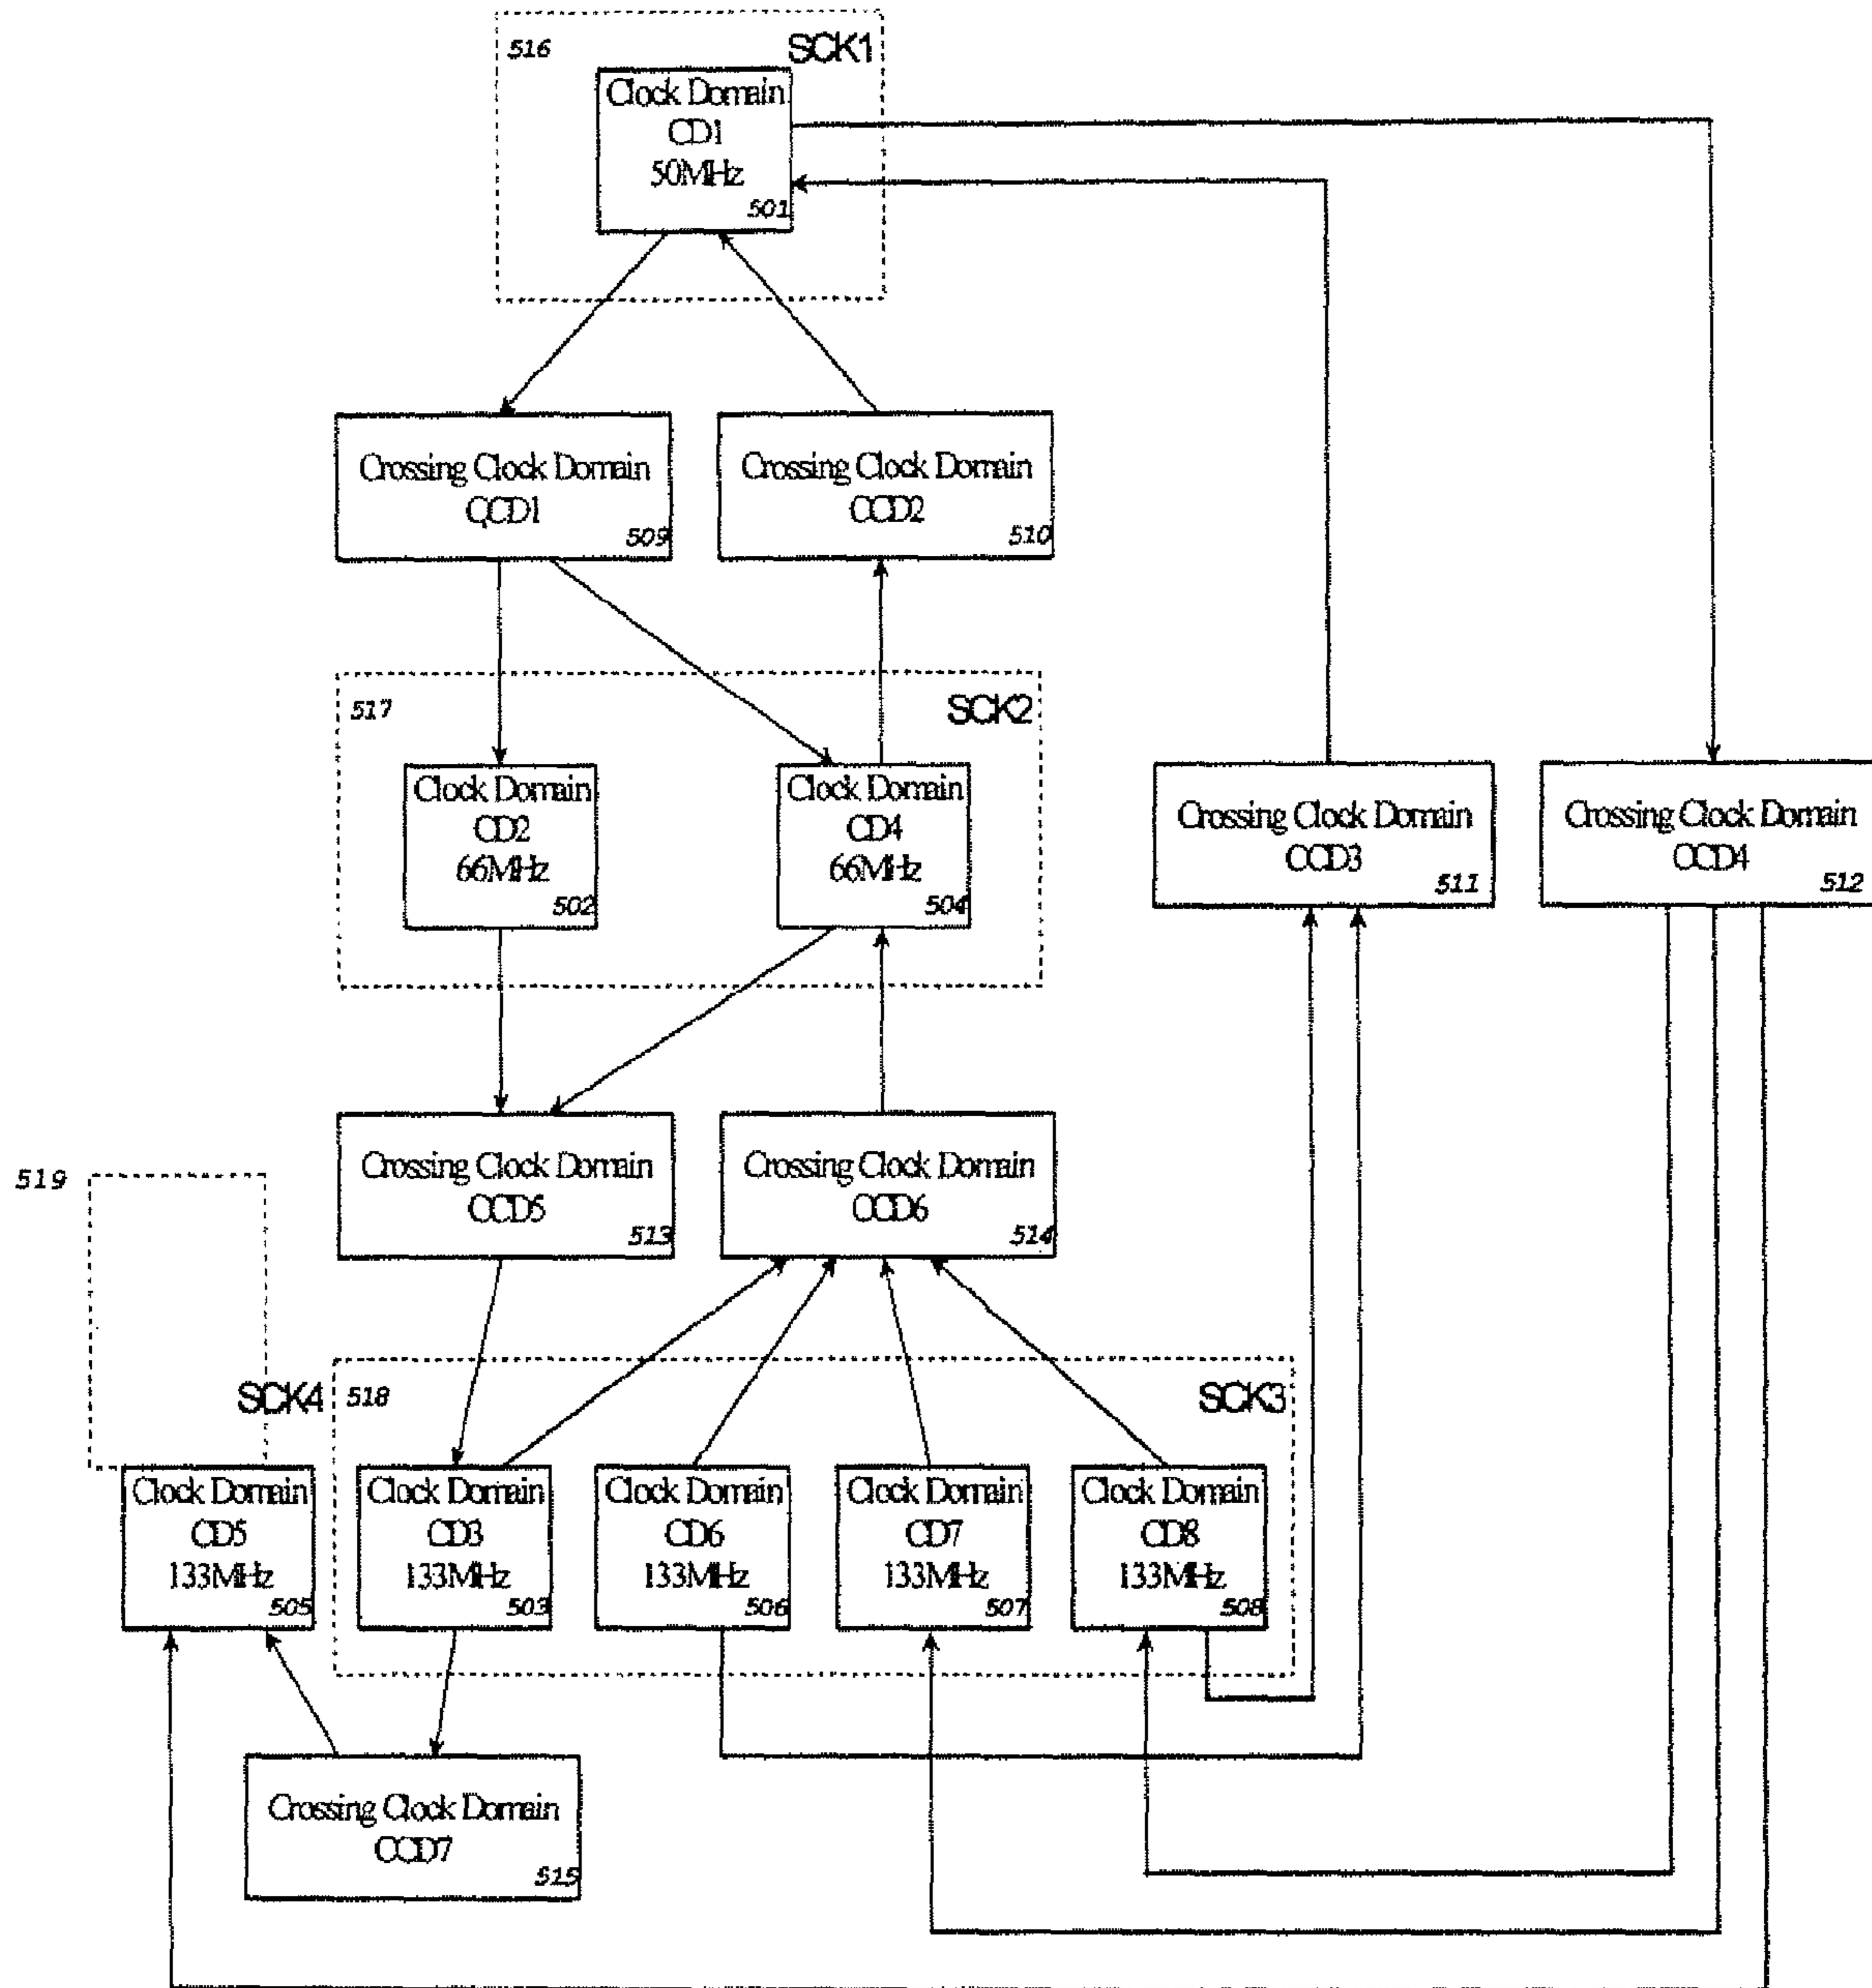 516
SCK1
Clock Domain
CD1
50MHz
501
Crossing Clock Domain
CCD1
509
Crossing Clock Domain
CCD2
510
517
SCK2
Clock Domain
CD2
66MHz
502
Clock Domain
CD4
66MHz
504
Crossing Clock Domain
CCD3
511
Crossing Clock Domain
CCD4
512
Crossing Clock Domain
CCD5
513
Crossing Clock Domain
CCD6
514
519
SCK4
518
SCK3
Clock Domain
CD5
133MHz
505
Clock Domain
CD3
133MHz
503
Clock Domain
CD6
133MHz
506
Clock Domain
CD7
133MHz
507
Clock Domain
CD8
133MHz
508
Crossing Clock Domain
CCD7
515